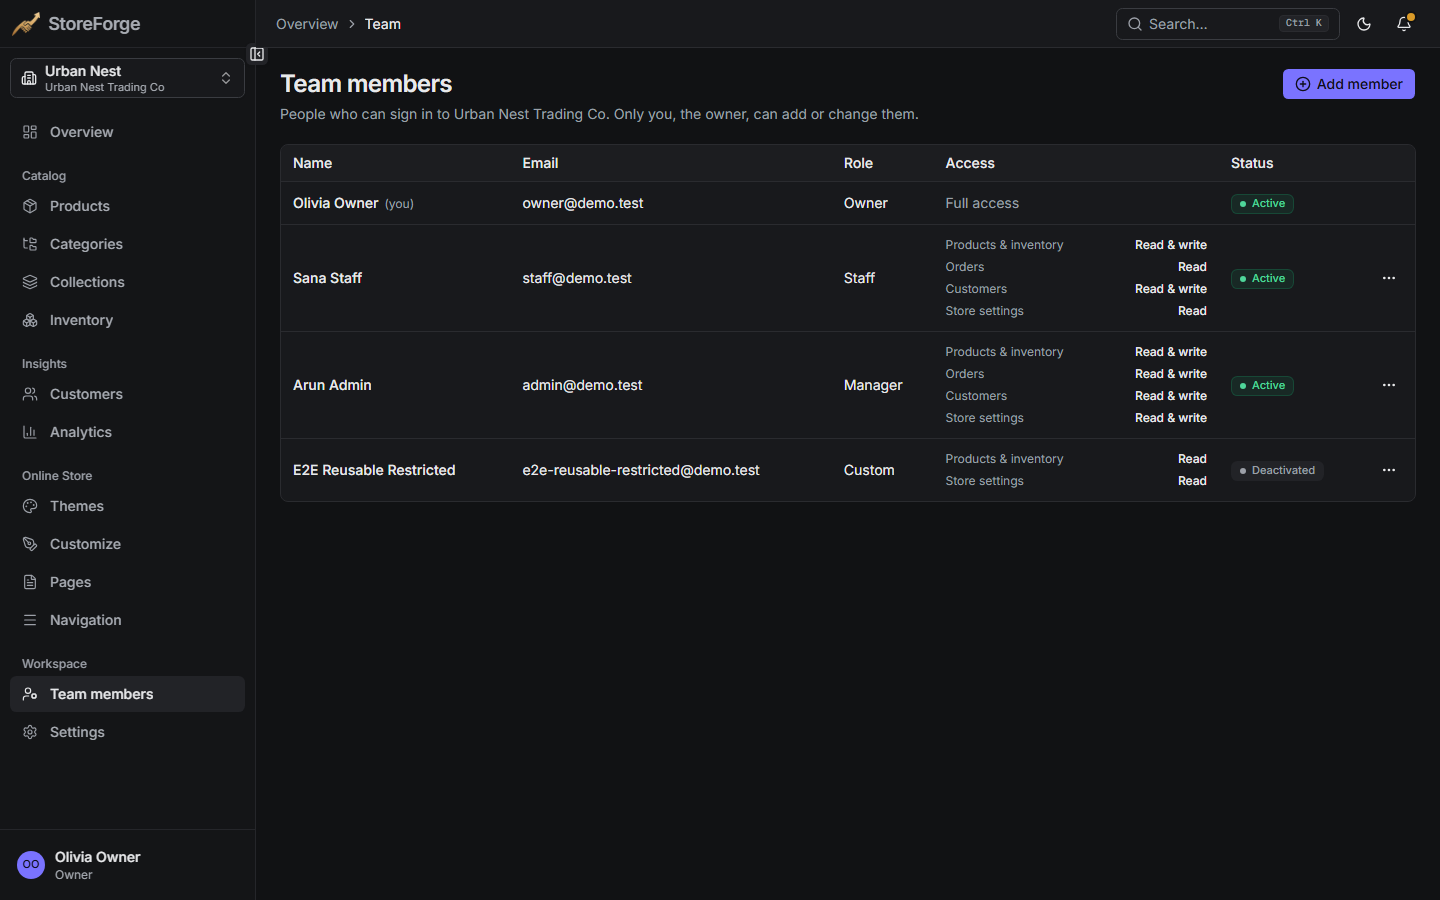 StoreForge
Overview > Team
Search...
Ctrl K
Urban Nest
Urban Nest Trading Co
Overview
Catalog
Products
Categories
Collections
Inventory
Insights
Customers
Analytics
Online Store
Themes
Customize
Pages
Navigation
Workspace
Team members
Settings
OO
Olivia Owner
Owner
Team members
Add member
People who can sign in to Urban Nest Trading Co. Only you, the owner, can add or change them.
Name Email Role Access Status
Olivia Owner (you) owner@demo.test Owner Full access Active
Sana Staff staff@demo.test Staff
Products & inventory Read & write
Orders Read
Customers Read & write
Store settings Read
Active
Arun Admin admin@demo.test Manager
Products & inventory Read & write
Orders Read & write
Customers Read & write
Store settings Read & write
Active
E2E Reusable Restricted e2e-reusable-restricted@demo.test Custom
Products & inventory Read
Store settings Read
Deactivated